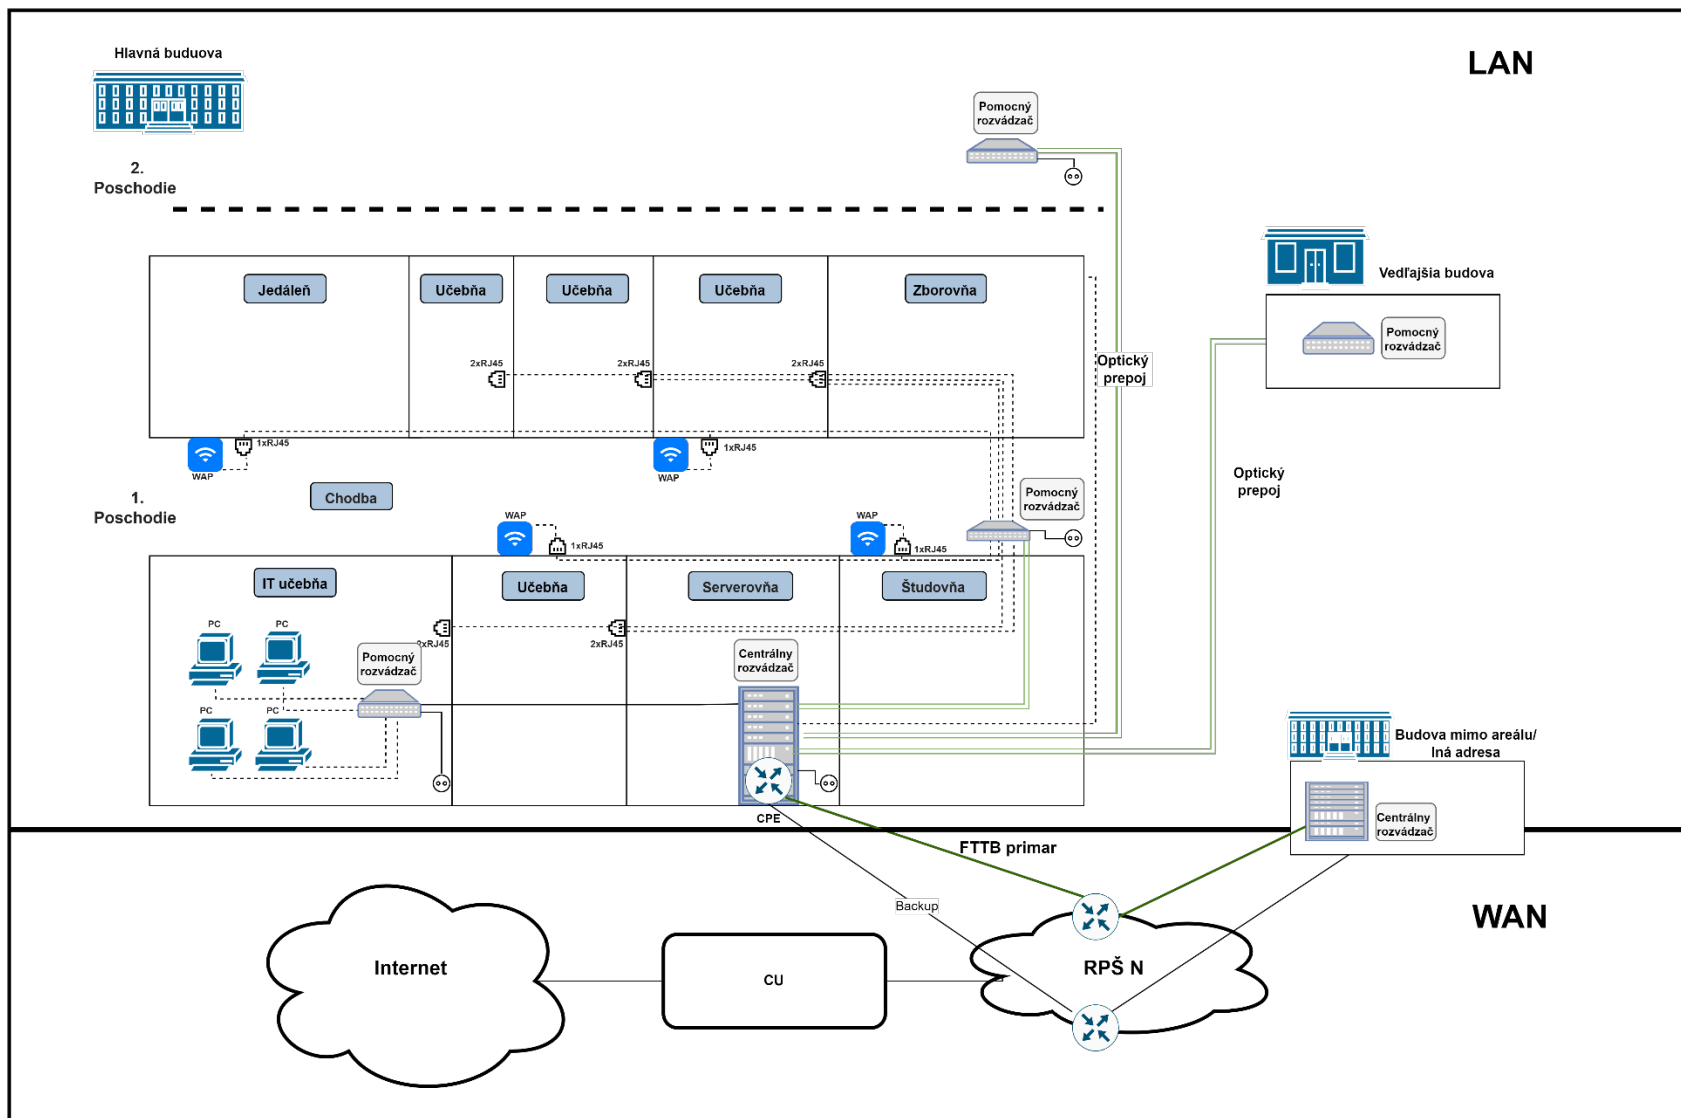 Hlavná buduova
LAN
Pomocný
rozvádzač
2.
Poschodie
Vedľajšia budova
Jedáleň
Učebňa
Učebňa
Učebňa
Zborovňa
Pomocný
rozvádzač
2xRJ45
2xRJ45
2xRJ45
Optický
prepoj
1xRJ45
1xRJ45
WAP
WAP
Optický
prepoj
Chodba
1.
Poschodie
Pomocný
rozvádzač
WAP
WAP
1xRJ45
1xRJ45
IT učebňa
Učebňa
Serverovňa
Študovňa
PC
PC
2xRJ45
2xRJ45
Pomocný
rozvádzač
Centrálny
rozvádzač
PC
PC
Budova mimo areálu/
Iná adresa
CPE
Centrálny
rozvádzač
FTTB primar
Backup
WAN
Internet
CU
RPŠ N